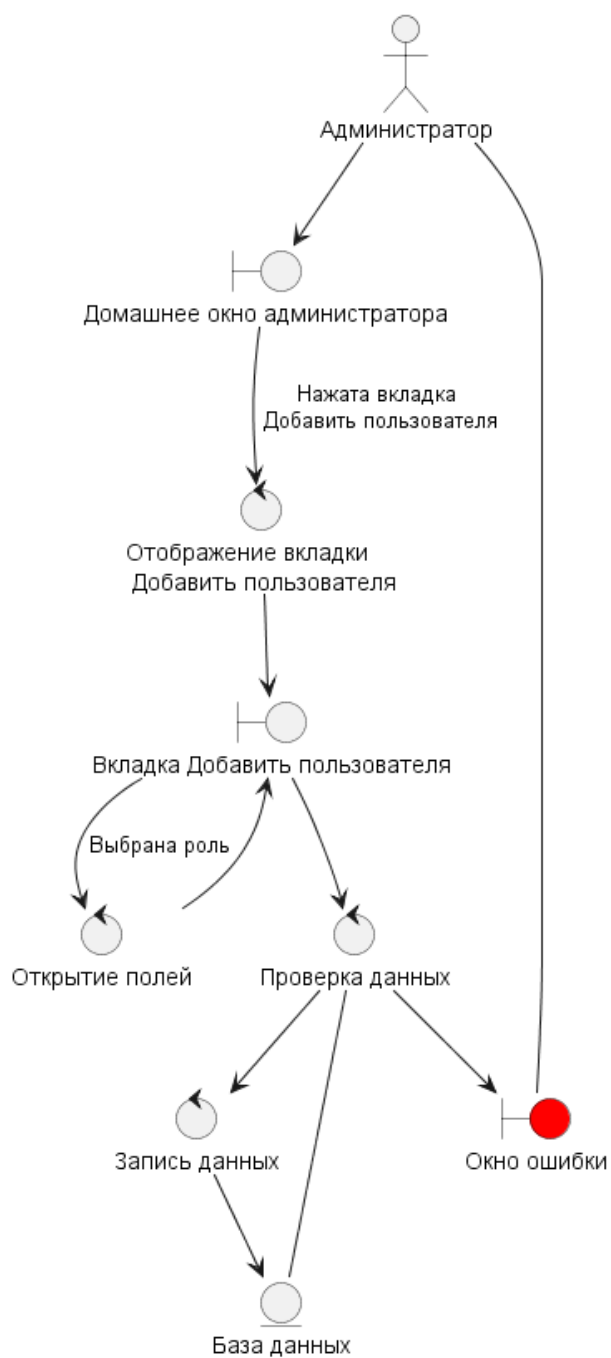 Администратор
Домашнее окно администратора
Нажата вкладка
Добавить пользователя
Отображение вкладки
Добавить пользователя
Вкладка Добавить пользователя
Выбрана роль
Открытие полей
Проверка данных
Запись данных
Окно ошибки
База данных